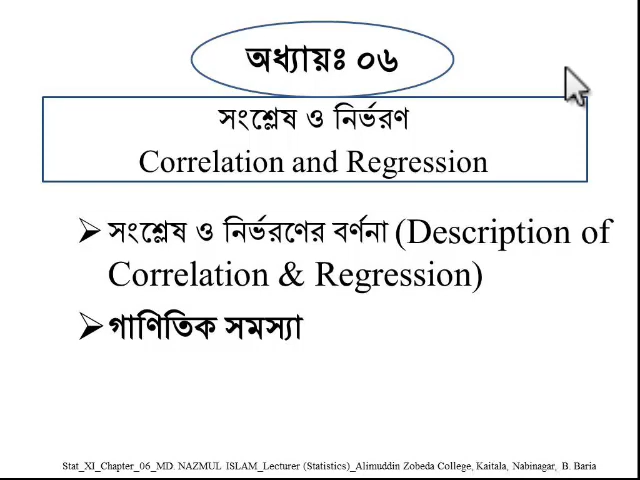 অধ্যায়ঃ ০৬
সংশ্লেষ ও নির্ভরণ
Correlation and Regression
➢ সংশ্লেষ ও নির্ভরণের বর্ণনা (Description of
Correlation & Regression)
➢ গাণিতিক সমস্যা
Stat_XI_Chapter_06_MD. NAZMUL ISLAM_Lecturer (Statistics)_Alimuddin Zobeda College, Kaitala, Nabinagar, B. Baria